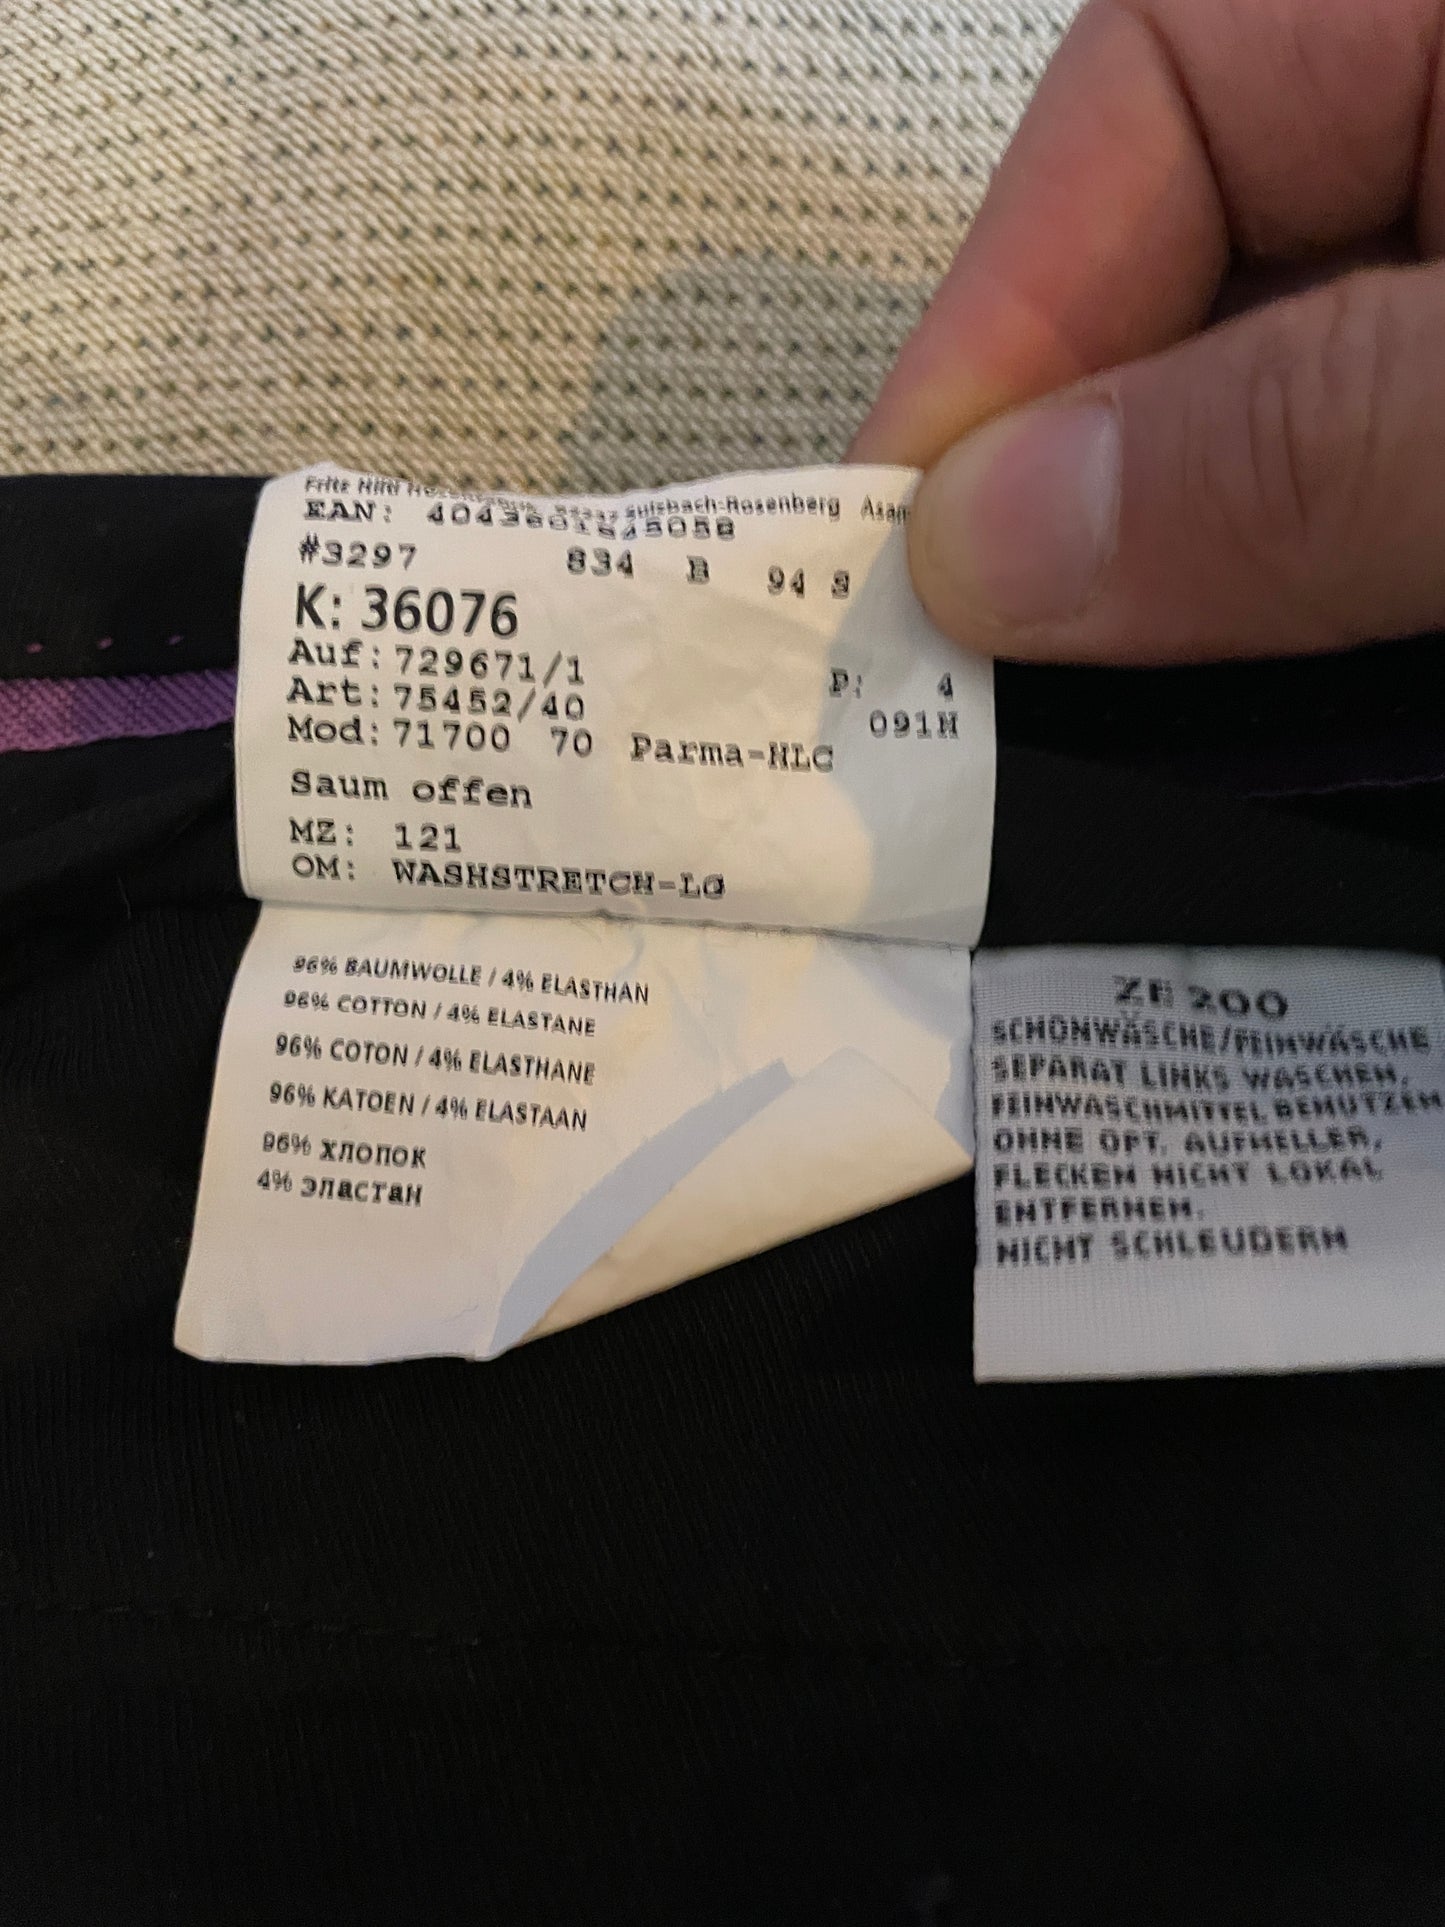 Sulzbach-Rosenberg
EAN:
#3297 834 B 94 S
K: 36076
Auf: 729671/1 P: 4
Art: 75452/40 091H
Mod: 71700 70 Parma-HLC
Saum offen
MZ: 121
OM: WASHSTRETCH-LG
96% BAUMWOLLE / 4% ELASTHAN
96% COTTON / 4% ELASTANE
96% COTON / 4% ELASTHANE
96% KATOEN / 4% ELASTAAN
96% хлопок
4% эластан
ZE 200
SCHONWÄSCHE/FEINWÄSCHE
SEPARAT LINKS WASCHEN,
FEINWASCHMITTEL BENUTZEN
OHNE OPT. AUFHELLER,
FLECKEN NICHT LOKAL
ENTFERNEN.
NICHT SCHLEUDERN